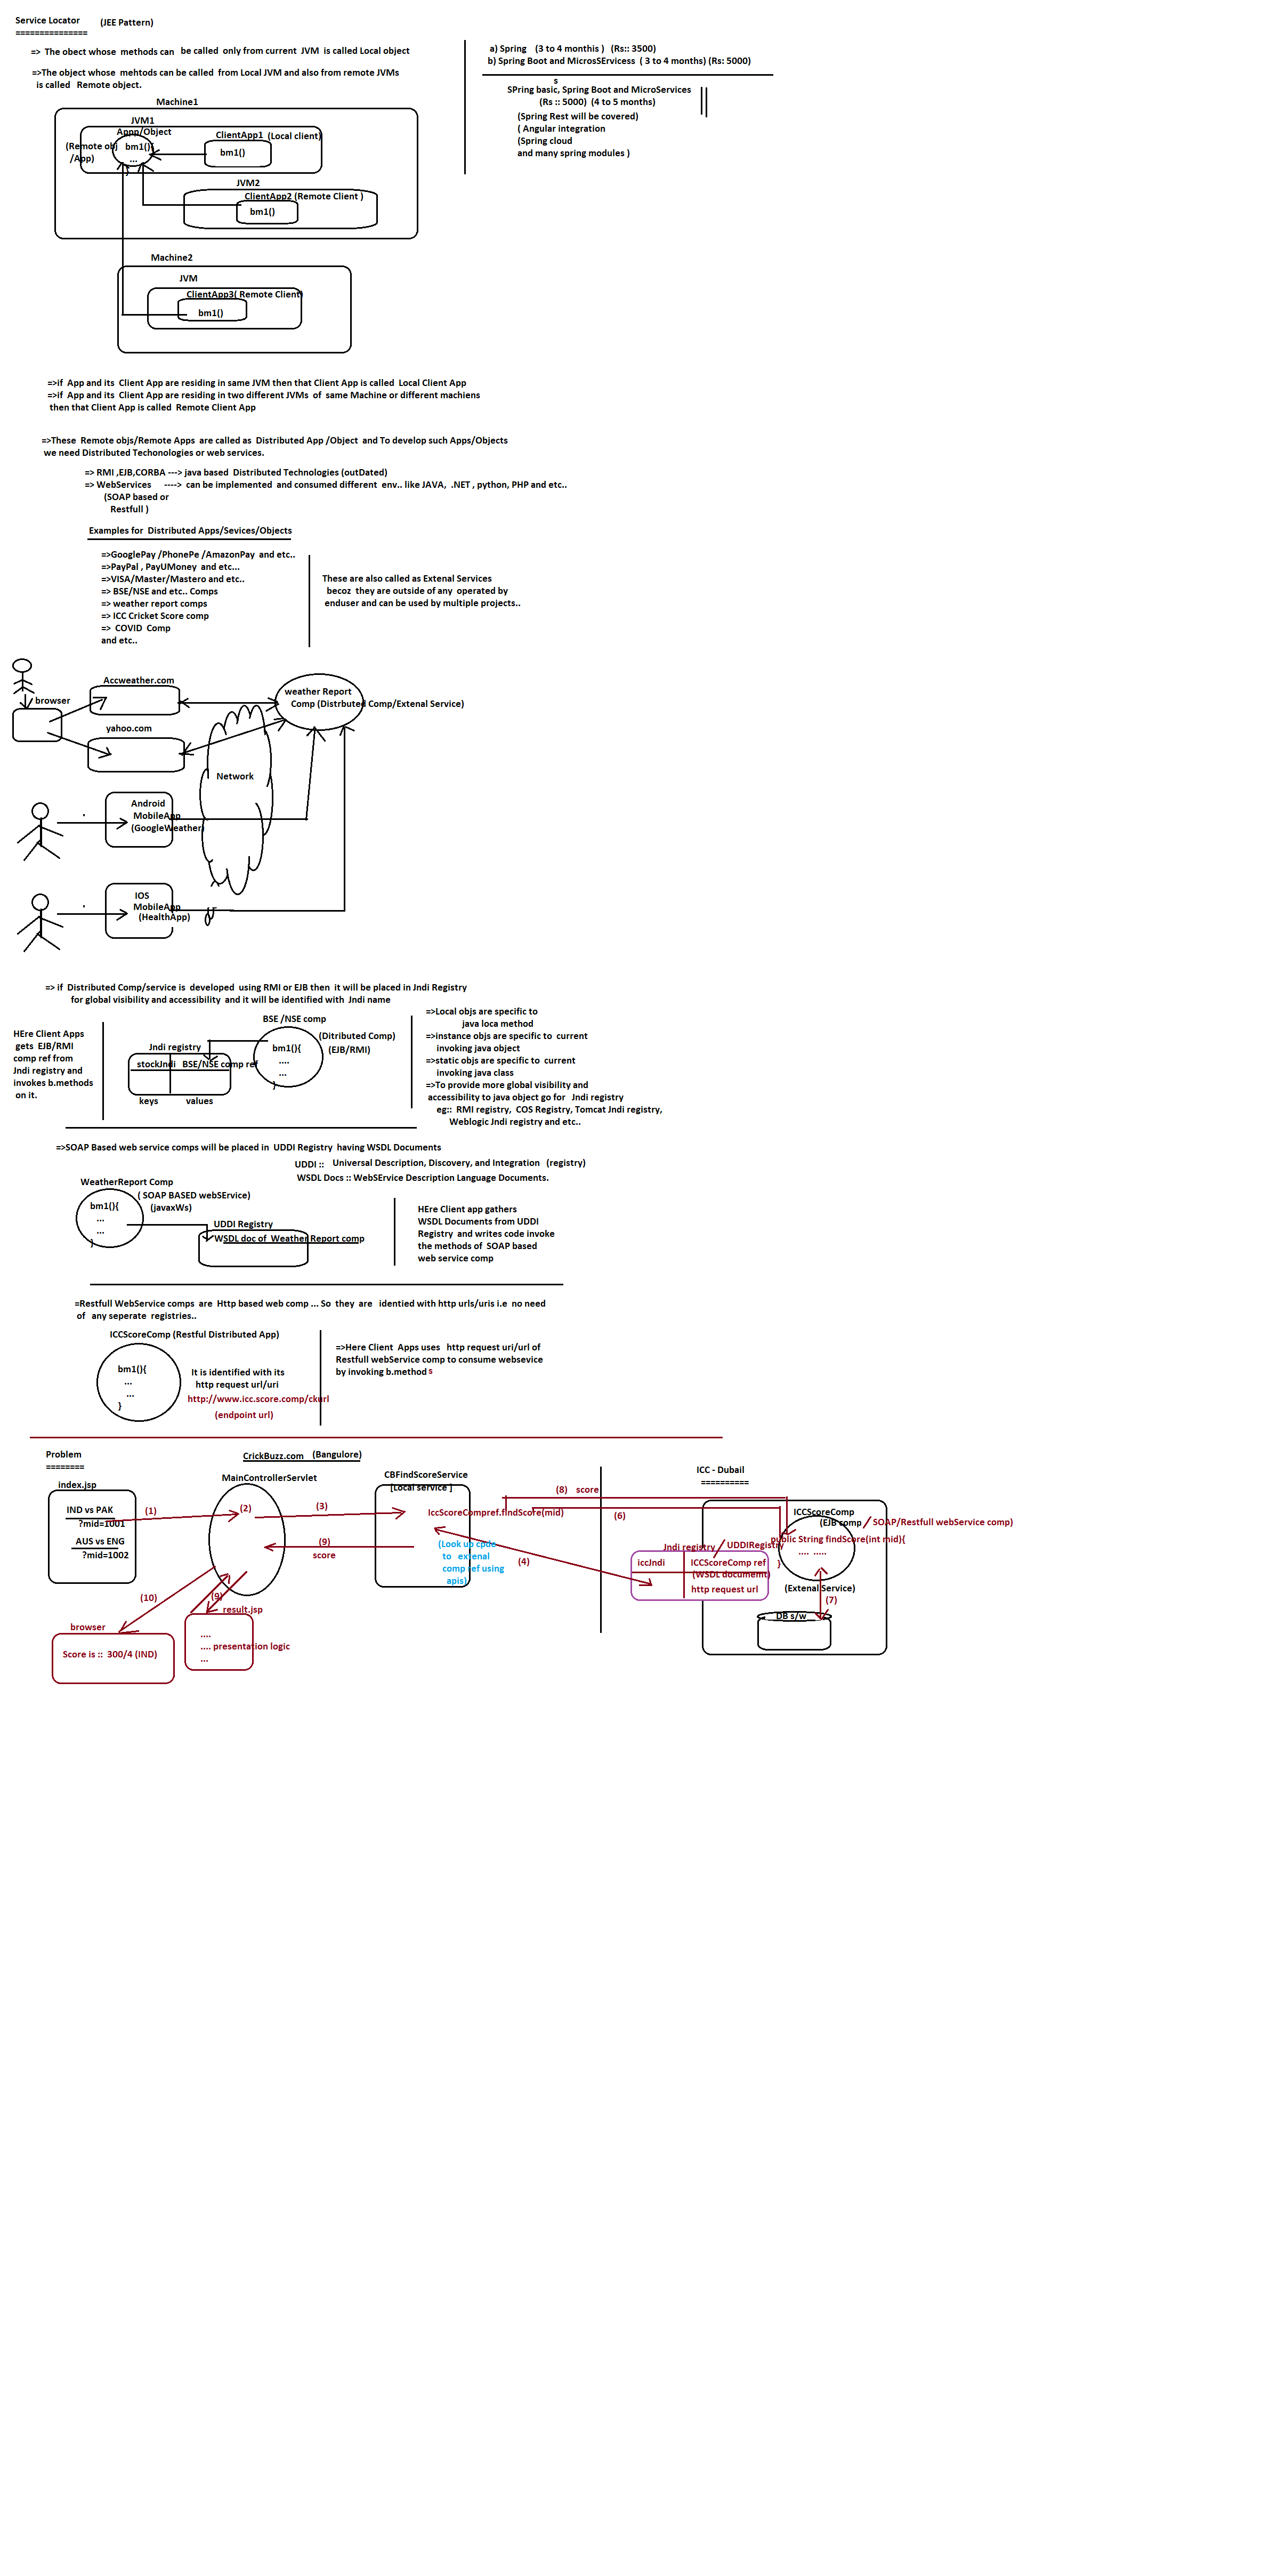 Service Locator (JEE Pattern)
===============
=> The obect whose methods can be called only from current JVM is called Local object
=>The object whose mehtods can be called from Local JVM and also from remote JVMs
is called Remote object.
a) Spring (3 to 4 monthis ) (Rs:: 3500)
b) Spring Boot and MicrosSErvicess ( 3 to 4 months) (Rs: 5000)
s
SPring basic, Spring Boot and MicroServices
(Rs :: 5000) (4 to 5 months)
(Spring Rest will be covered)
( Angular integration
(Spring cloud
and many spring modules )
Machine1
JVM1
Appp/Object
(Remote obj
/App)
bm1(){
...
}
ClientApp1 (Local client)
bm1()
JVM2
ClientApp2 (Remote Client )
bm1()
Machine2
JVM
ClientApp3( Remote Client)
bm1()
=>if App and its Client App are residing in same JVM then that Client App is called Local Client App
=>if App and its Client App are residing in two different JVMs of same Machine or different machiens
then that Client App is called Remote Client App
=>These Remote objs/Remote Apps are called as Distributed App /Object and To develop such Apps/Objects
we need Distributed Techonologies or web services.
=> RMI ,EJB,CORBA ---> java based Distributed Technologies (outDated)
=> WebServices ----> can be implemented and consumed different env.. like JAVA, .NET , python, PHP and etc..
(SOAP based or
Restfull )
Examples for Distributed Apps/Sevices/Objects
=>GooglePay /PhonePe /AmazonPay and etc..
=>PayPal , PayUMoney and etc...
=>VISA/Master/Mastero and etc..
=> BSE/NSE and etc.. Comps
=> weather report comps
=> ICC Cricket Score comp
=> COVID Comp
and etc..
These are also called as Extenal Services
becoz they are outside of any operated by
enduser and can be used by multiple projects..
browser
Accweather.com
yahoo.com
weather Report
Comp (Distrbuted Comp/Extenal Service)
Network
Android
MobileApp
(GoogleWeather)
IOS
MobileApp
(HealthApp)
=> if Distributed Comp/service is developed using RMI or EJB then it will be placed in Jndi Registry
for global visibility and accessibility and it will be identified with Jndi name
HEre Client Apps
gets EJB/RMI
comp ref from
Jndi registry and
invokes b.methods
on it.
BSE /NSE comp
(Ditributed Comp)
(EJB/RMI)
bm1(){
....
...
}
Jndi registry
stockJndi BSE/NSE comp ref
keys values
=>Local objs are specific to
java loca method
=>instance objs are specific to current
invoking java object
=>static objs are specific to current
invoking java class
=>To provide more global visibility and
accessibility to java object go for Jndi registry
eg:: RMI registry, COS Registry, Tomcat Jndi registry,
Weblogic Jndi registry and etc..
=>SOAP Based web service comps will be placed in UDDI Registry having WSDL Documents
UDDI :: Universal Description, Discovery, and Integration (registry)
WSDL Docs :: WebSErvice Description Language Documents.
WeatherReport Comp
( SOAP BASED webSErvice)
(javaxWs)
bm1(){
...
...
}
UDDI Registry
WSDL doc of Weather Report comp
HEre Client app gathers
WSDL Documents from UDDI
Registry and writes code invoke
the methods of SOAP based
web service comp
=Restfull WebService comps are Http based web comp ... So they are identied with http urls/uris i.e no need
of any seperate registries..
ICCScoreComp (Restful Distributed App)
bm1(){
...
...
}
It is identified with its
http request url/uri
http://www.icc.score.comp/ckurl
(endpoint url)
=>Here Client Apps uses http request uri/url of
Restfull webService comp to consume websevice
by invoking b.method s
Problem
========
CrickBuzz.com (Bangulore)
index.jsp
IND vs PAK
?mid=1001
AUS vs ENG
?mid=1002
(1)
MainControllerServlet
(2)
(3)
CBFindScoreService
[Local service ]
IccScoreCompref.findScore(mid)
(Look up cpde
to extenal
comp ref using
apis)
(8) score
(6)
(4)
(9)
score
ICC - Dubail
==========
ICCScoreComp
(EJB comp / SOAP/Restfull webService comp)
public String findScore(int mid){
.... .....
}
(Extenal Service)
(7)
DB s/w
Jndi registry / UDDIRegistry
iccJndi ICCScoreComp ref
(WSDL document)
http request url
(10)
(9)
result.jsp
....
.... presentation logic
...
browser
Score is :: 300/4 (IND)